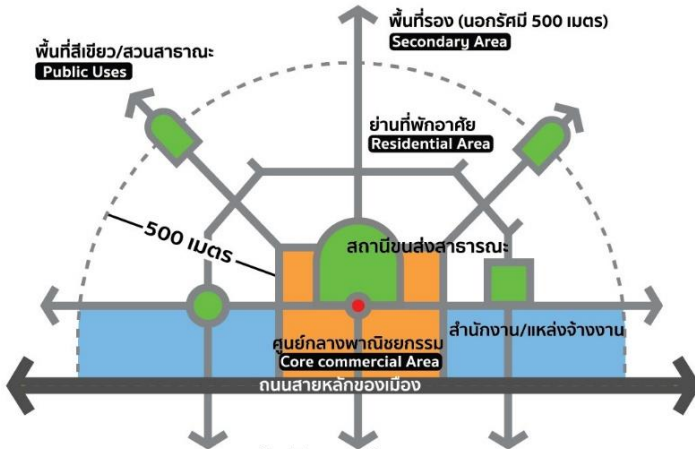 พื้นที่รอง (นอกรัศมี 500 เมตร)
Secondary Area
พื้นที่สีเขียว/สวนสาธาณะ
Public Uses
ย่านที่พักอาศัย
Residential Area
500 เมตร
สถานีขนส่งสาธารณะ
สำนักงาน/แหล่งจ้างงาน
ศูนย์กลางพาณิชยกรรม
Core commercial Area
ถนนสายหลักของเมือง